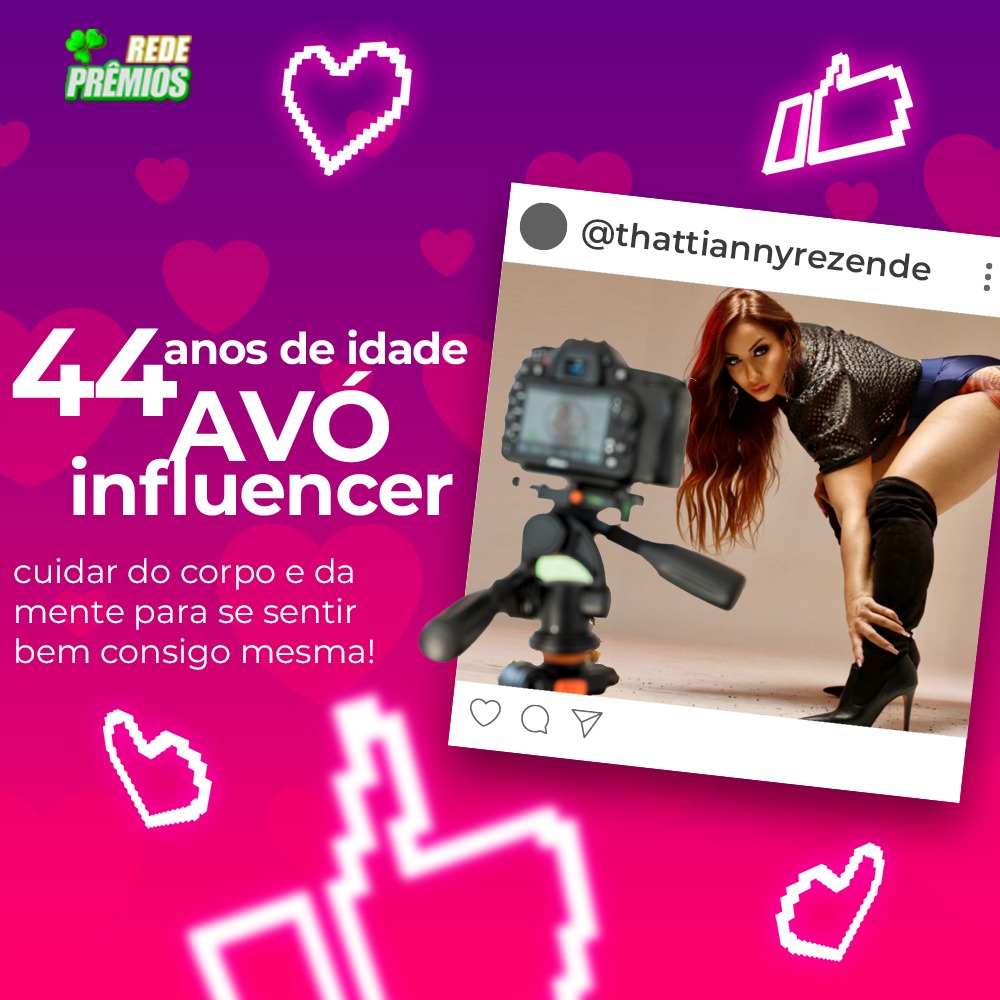 REDE
PRÊMIOS
@thattiannyrezende
44 anos de idade
AVÓ
influencer
cuidar do corpo e da
mente para se sentir
bem consigo mesma!